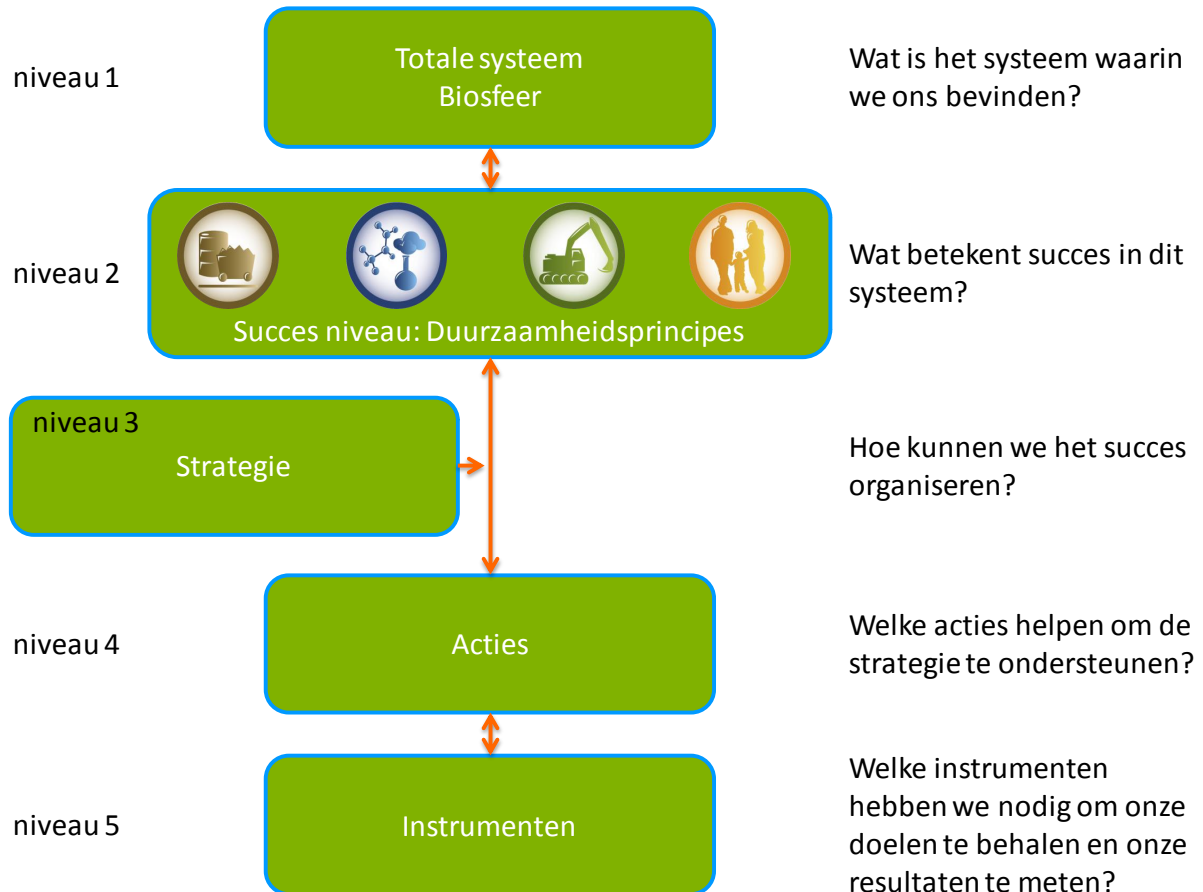 niveau 1
Totale systeem
Biosfeer
Wat is het systeem waarin
we ons bevinden?
niveau 2
Succes niveau: Duurzaamheidsprincipes
Wat betekent succes in dit
systeem?
niveau 3
Strategie
Hoe kunnen we het succes
organiseren?
niveau 4
Acties
Welke acties helpen om de
strategie te ondersteunen?
niveau 5
Instrumenten
Welke instrumenten
hebben we nodig om onze
doelen te behalen en onze
resultaten te meten?